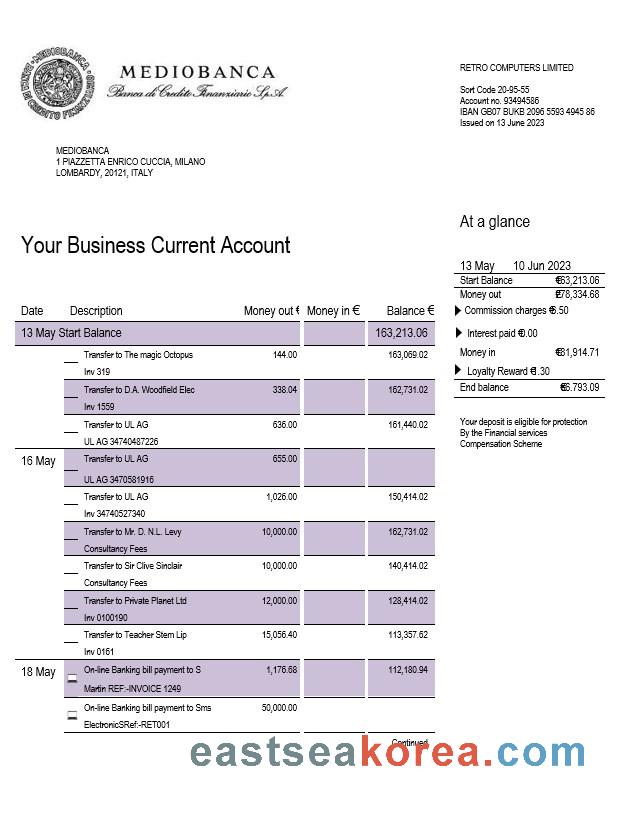 MEDIOBANCA
Banca di Credito Finanziario S.p.A.
RETRO COMPUTERS LIMITED
Sort Code 20-95-55
Account no. 93494586
IBAN GB07 BUKB 2096 5593 4945 86
Issued on 13 June 2023
MEDIOBANCA
1 PIAZZETTA ENRICO CUCCIA, MILANO
LOMBARDY, 20121, ITALY
At a glance
Your Business Current Account
13 May 10 Jun 2023
Start Balance €63,213.06
Money out €78,334.68
Commission charges €6.50
Interest paid €0.00
Money in €81,914.71
Loyalty Reward €1.30
End balance €6.793.09
Your deposit is eligible for protection
By the Financial services
Compensation Scheme
Date Description Money out € Money in € Balance €
13 May Start Balance 163,213.06
Transfer to The magic Octopus 144.00 163,069.02
Inv 319
Transfer to D.A. Woodfield Elec 338.04 162,731.02
Inv 1559
Transfer to UL AG 636.00 161,440.02
UL AG 34740487226
16 May Transfer to UL AG 655.00
UL AG 3470581916
Transfer to UL AG 1,026.00 150,414.02
Inv 34740527340
Transfer to Mr. D. N.L. Levy 10,000.00 162,731.02
Consultancy Fees
Transfer to Sir Clive Sinclair 10,000.00 140,414.02
Consultancy Fees
Transfer to Private Planet Ltd 12,000.00 128,414.02
Inv 0100190
Transfer to Teacher Stem Lip 15,056.40 113,357.62
Inv 0161
18 May On-line Banking bill payment to S 1,176.68 112,180.94
Martin REF:-INVOICE 1249
On-line Banking bill payment to Sms 50,000.00
ElectronicSRef:-RET001
Continued
eastseakorea.com